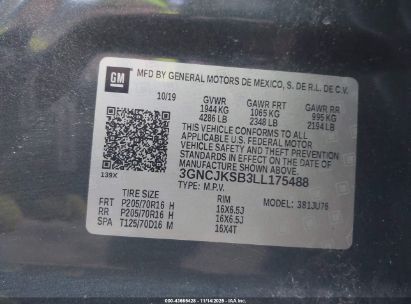 GM
MFD BY GENERAL MOTORS DE MEXICO, S. DE R.L. DE C.V.
10/19 GVWR GAWR FRT GAWR RR
1944 KG 1065 KG 995 KG
4286 LB 2348 LB 2194 LB
THIS VEHICLE CONFORMS TO ALL
APPLICABLE U.S. FEDERAL MOTOR
VEHICLE SAFETY AND THEFT
PREVENTION STANDARDS IN EFFECT
ON THE DATE OF MANUFACTURE
SHOWN ABOVE.
3GNCJKSB3LL175488
139X TYPE: M.P.V.
TIRE SIZE RIM MODEL: 381JU76
FRT P205/70R16 H 16X6.5J
RR P205/70R16 H 16X6.5J
SPA T125/70D16 M 16X4T